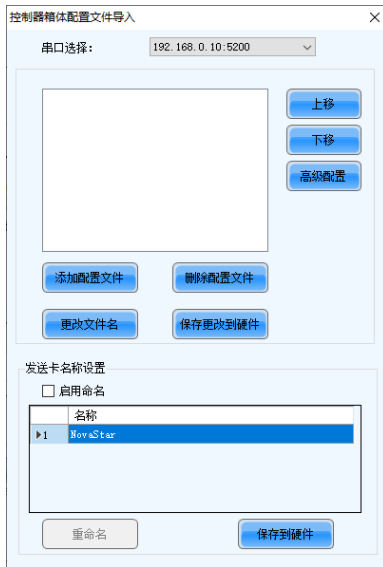 控制器箱体配置文件导入
串口选择: 192.168.0.10:5200
上移
下移
高级配置
添加配置文件 删除配置文件
更改文件名 保存更改到硬件
发送卡名称设置
启用命名
名称
1 NovaStar
重命名 保存到硬件